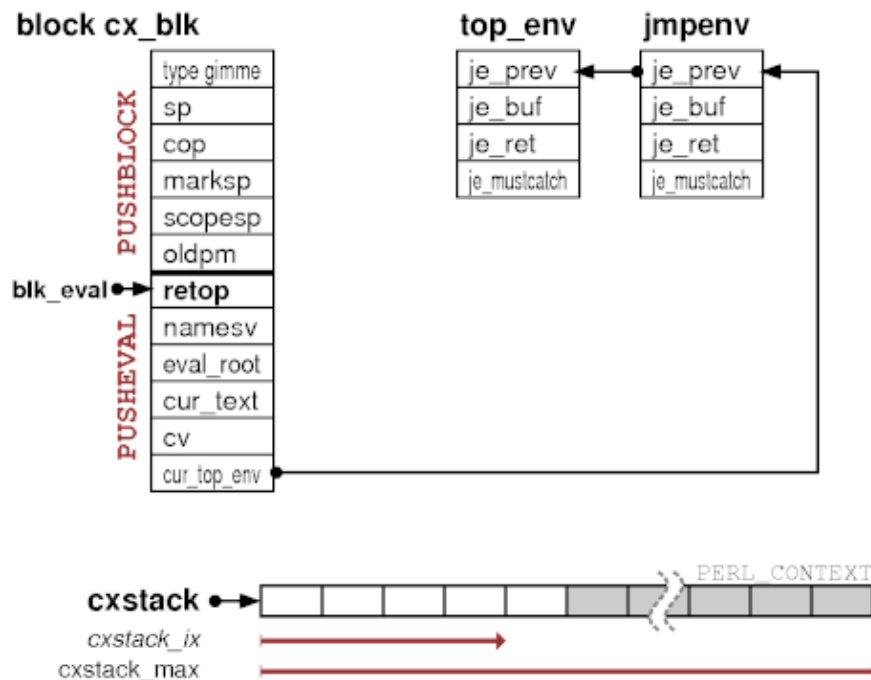 block cx_blk
top_env
jmpenv
type gimme
sp
cop
marksp
scopesp
oldpm
PUSHBLOCK
blk_eval
retop
namesv
eval_root
cur_text
cv
cur_top_env
PUSHEVAL
je_prev
je_buf
je_ret
je_mustcatch
je_prev
je_buf
je_ret
je_mustcatch
PERL_CONTEXT
cxstack
cxstack_ix
cxstack_max